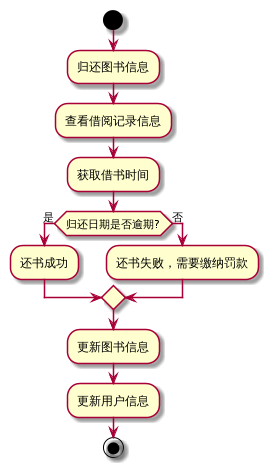 归还图书信息
查看借阅记录信息
获取借书时间
归还日期是否逾期?
是
否
还书成功
还书失败，需要缴纳罚款
更新图书信息
更新用户信息